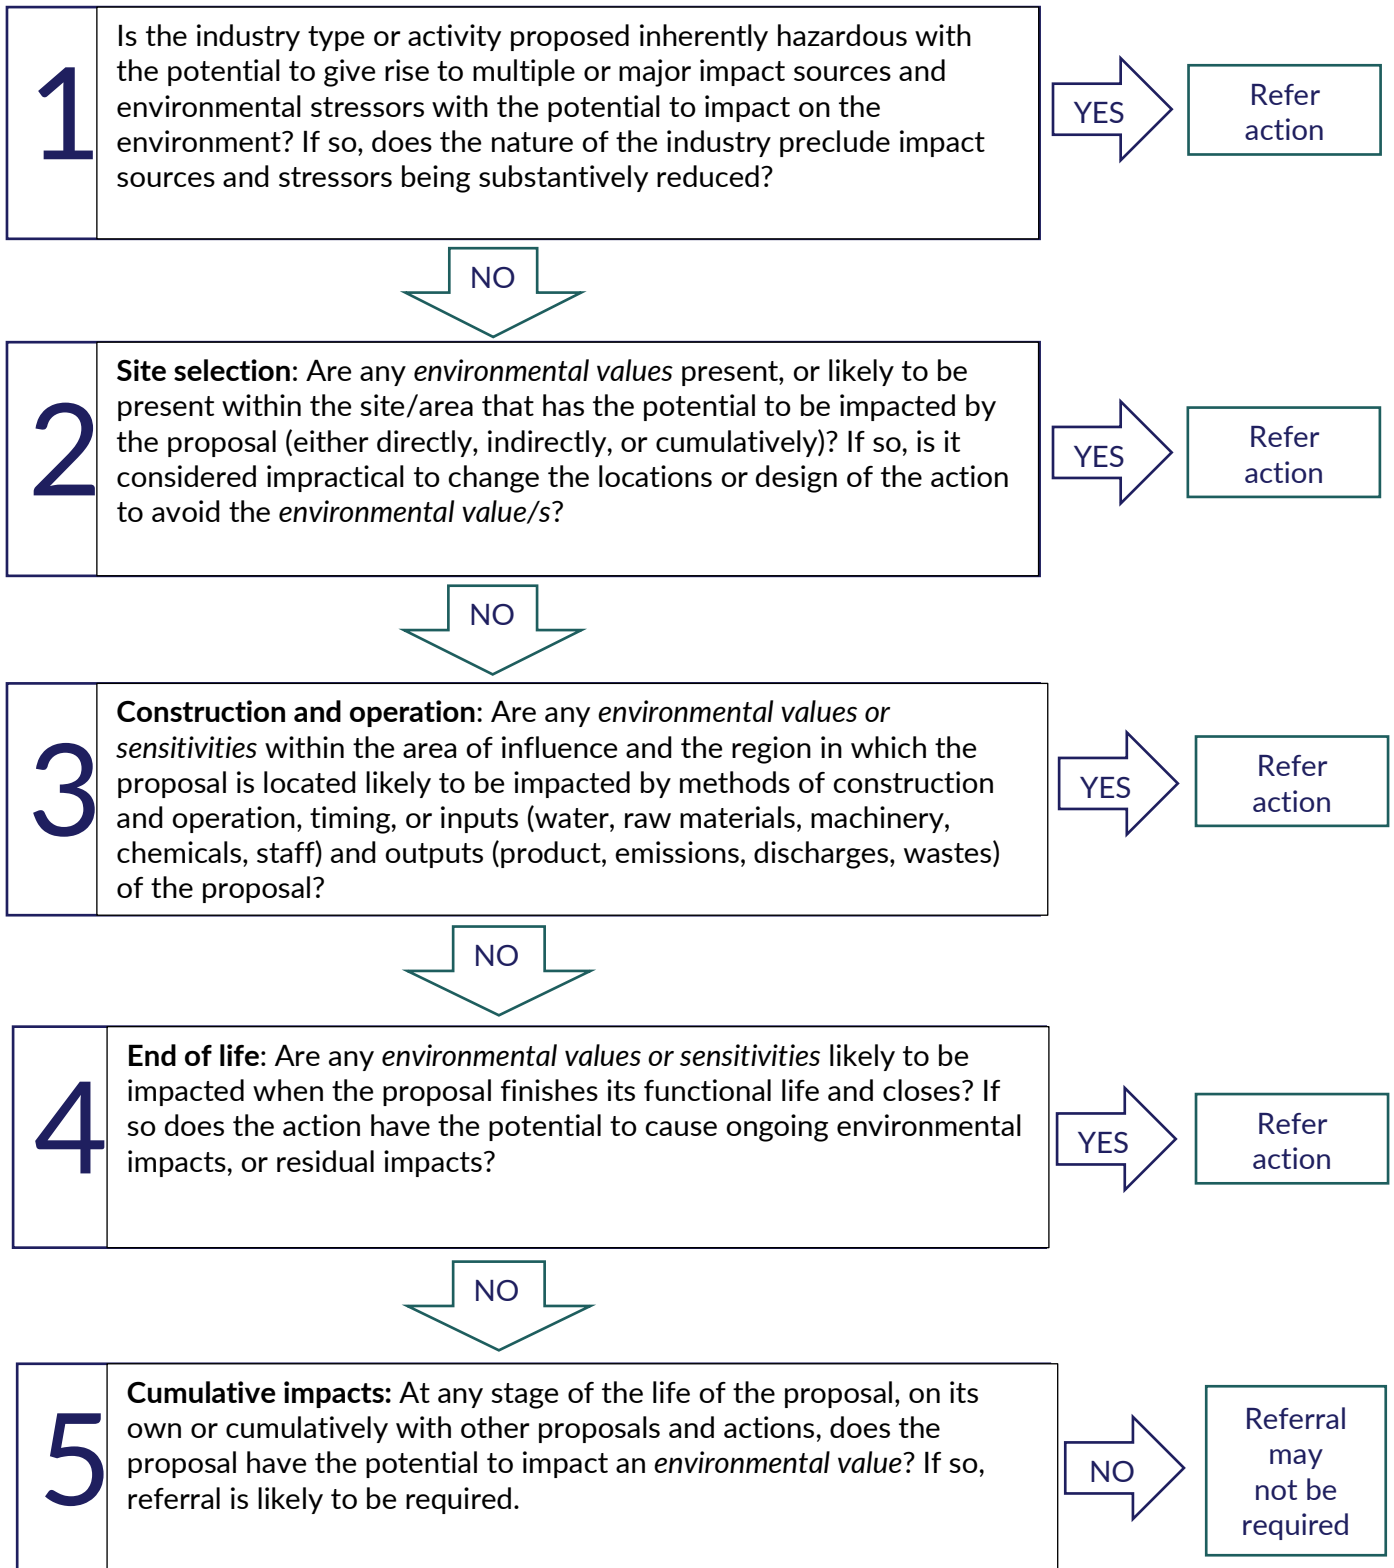 1
Is the industry type or activity proposed inherently hazardous with
the potential to give rise to multiple or major impact sources and
environmental stressors with the potential to impact on the
environment? If so, does the nature of the industry preclude impact
sources and stressors being substantively reduced?
YES
Refer
action
NO
2
Site selection: Are any environmental values present, or likely to be
present within the site/area that has the potential to be impacted by
the proposal (either directly, indirectly, or cumulatively)? If so, is it
considered impractical to change the locations or design of the action
to avoid the environmental value/s?
YES
Refer
action
NO
3
Construction and operation: Are any environmental values or
sensitivities within the area of influence and the region in which the
proposal is located likely to be impacted by methods of construction
and operation, timing, or inputs (water, raw materials, machinery,
chemicals, staff) and outputs (product, emissions, discharges, wastes)
of the proposal?
YES
Refer
action
NO
4
End of life: Are any environmental values or sensitivities likely to be
impacted when the proposal finishes its functional life and closes? If
so does the action have the potential to cause ongoing environmental
impacts, or residual impacts?
YES
Refer
action
NO
5
Cumulative impacts: At any stage of the life of the proposal, on its
own or cumulatively with other proposals and actions, does the
proposal have the potential to impact an environmental value? If so,
referral is likely to be required.
NO
Referral
may
not be
required